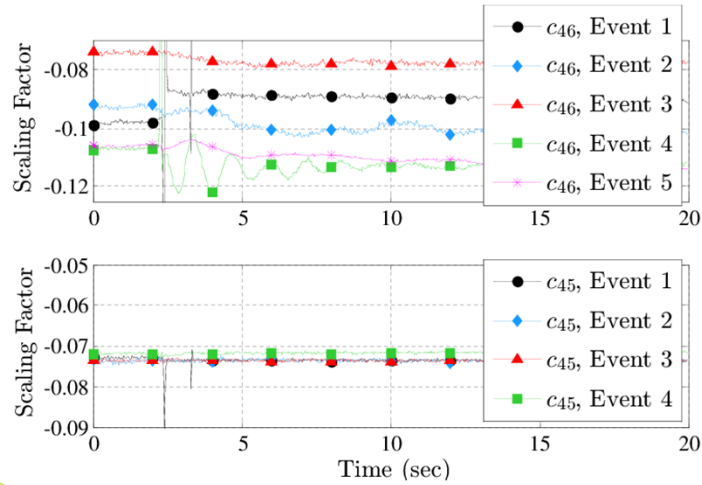 Scaling Factor
-0.08
-0.1
-0.12
0
5
10
15
20
c46, Event 1
c46, Event 2
c46, Event 3
c46, Event 4
c46, Event 5
Scaling Factor
-0.05
-0.06
-0.07
-0.08
-0.09
0
5
10
15
20
c45, Event 1
c45, Event 2
c45, Event 3
c45, Event 4
Time (sec)